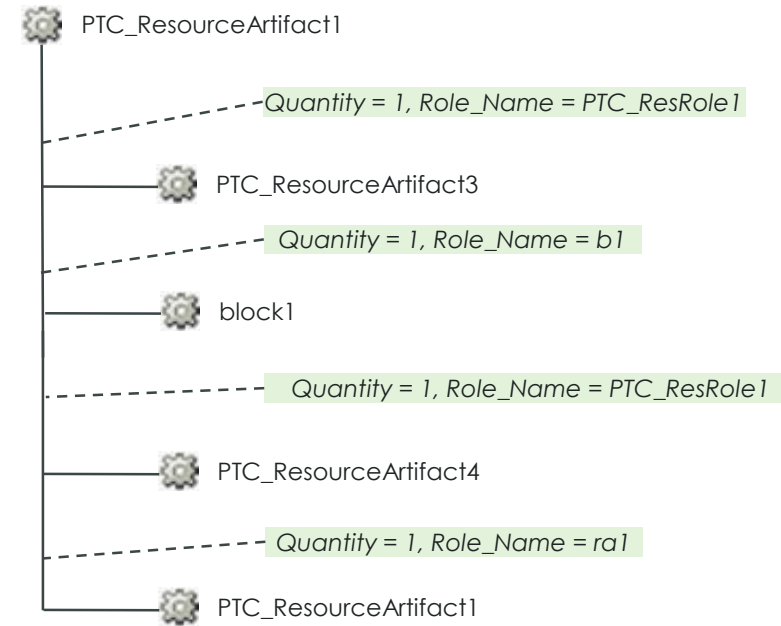 PTC_ResourceArtifact1
Quantity = 1, Role_Name = PTC_ResRole1
PTC_ResourceArtifact3
Quantity = 1, Role_Name = b1
block1
Quantity = 1, Role_Name = PTC_ResRole1
PTC_ResourceArtifact4
Quantity = 1, Role_Name = ra1
PTC_ResourceArtifact1